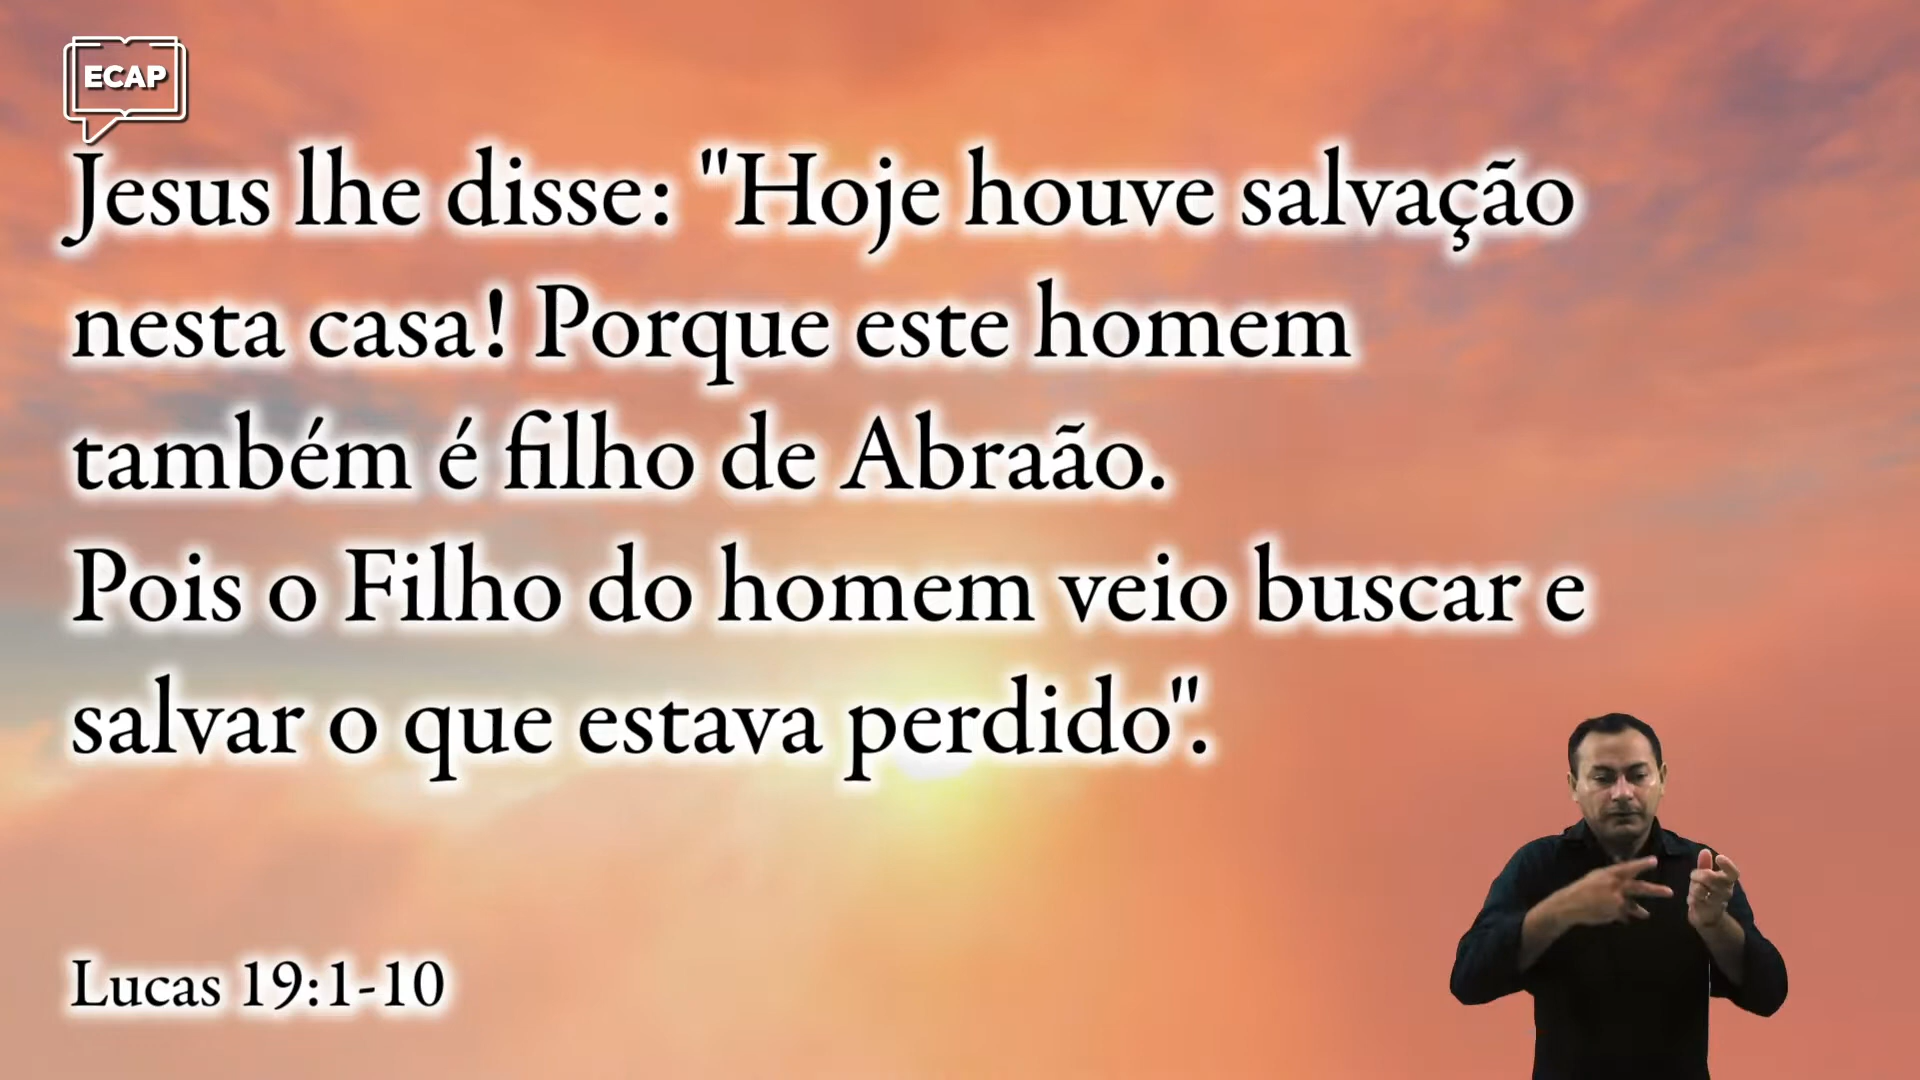 ECAP
Jesus lhe disse: "Hoje houve salvação
nesta casa! Porque este homem
também é filho de Abraão.
Pois o Filho do homem veio buscar e
salvar o que estava perdido".
Lucas 19:1-10